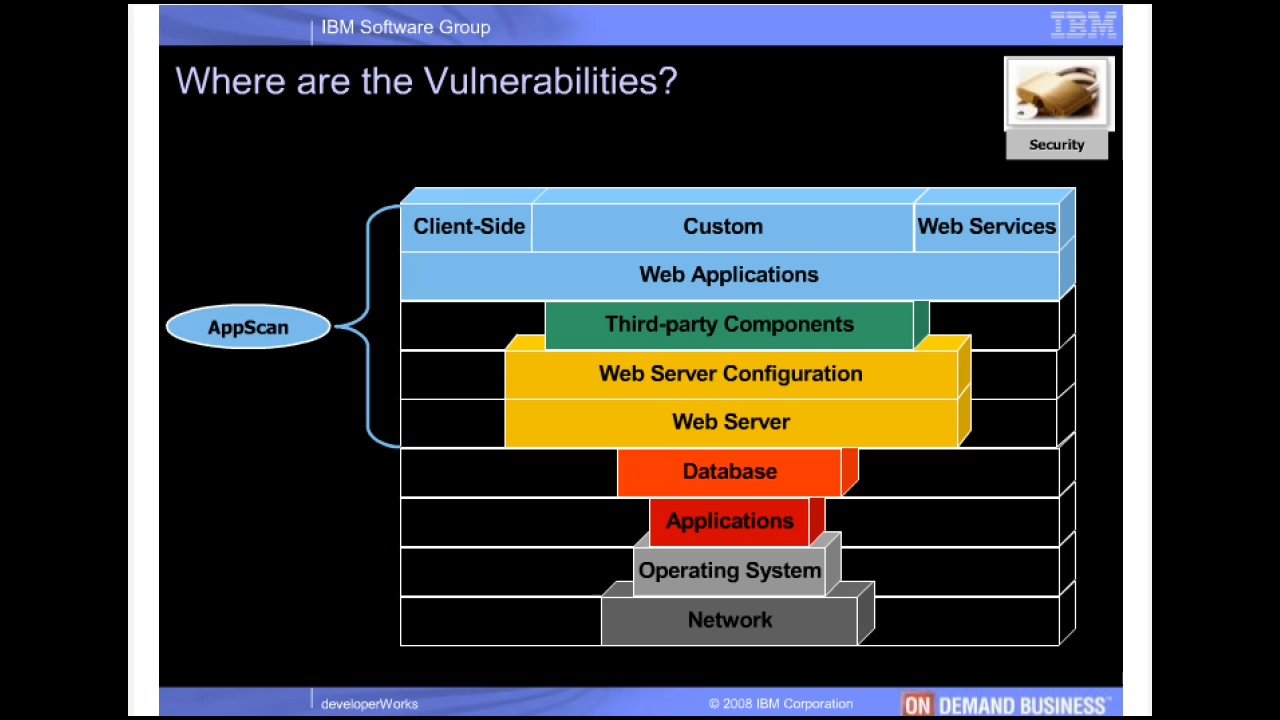 IBM Software Group
IBM
Where are the Vulnerabilities?
Security
Client-Side Custom Web Services
Web Applications
AppScan
Third-party Components
Web Server Configuration
Web Server
Database
Applications
Operating System
Network
developerWorks © 2008 IBM Corporation ON DEMAND BUSINESS™